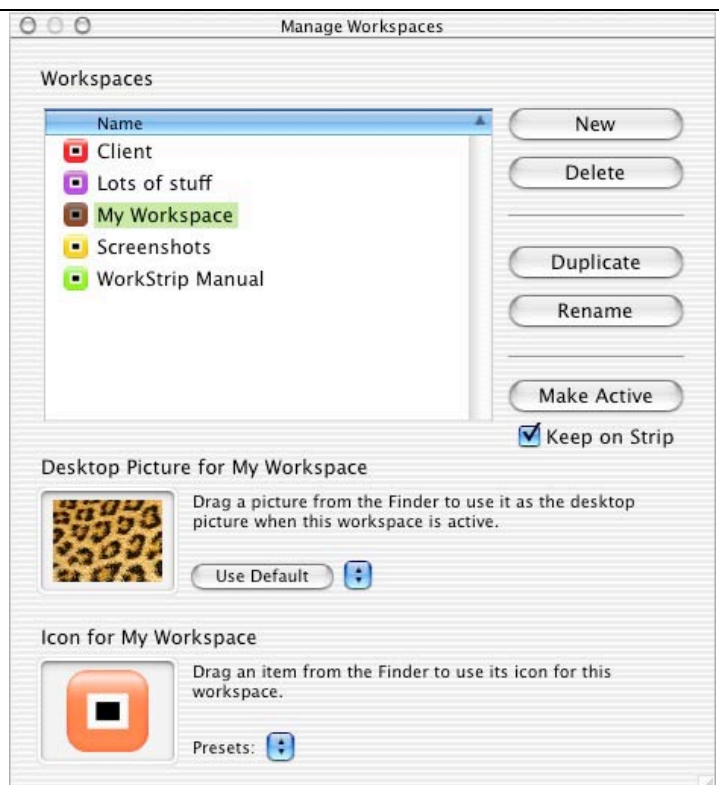 Manage Workspaces
Workspaces
Name
Client
Lots of stuff
My Workspace
Screenshots
WorkStrip Manual
New
Delete
Duplicate
Rename
Make Active
Keep on Strip
Desktop Picture for My Workspace
Drag a picture from the Finder to use it as the desktop
picture when this workspace is active.
Use Default
Icon for My Workspace
Drag an item from the Finder to use its icon for this
workspace.
Presets: